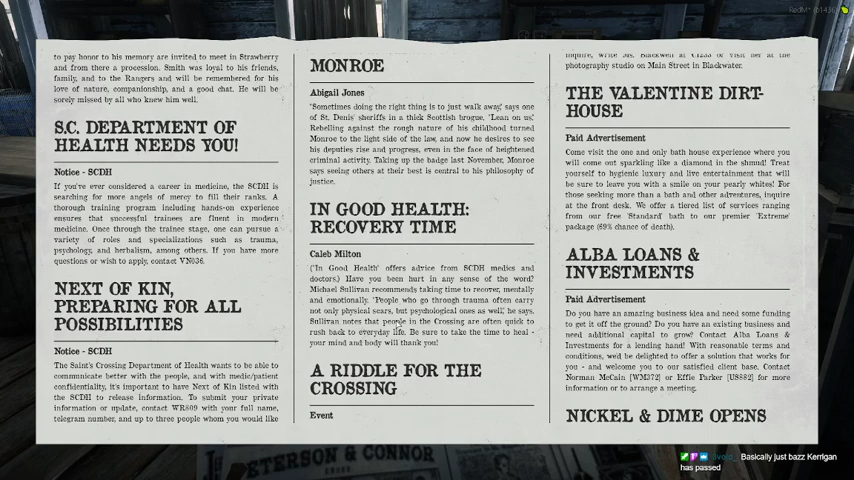 RedM® (b1436)
to pay honor to his memory are invited to meet in Strawberry
and from there a procession. Smith was loyal to his friends,
family, and to the Rangers and will be remembered for his
love of nature, companionship, and a good chat. He will be
sorely missed by all who knew him well.
S.C. DEPARTMENT OF
HEALTH NEEDS YOU!
Notice - SCDH
If you've ever considered a career in medicine, the SCDH is
searching for more angels of mercy to fill their ranks. A
thorough training program including hands-on experience
ensures that successful trainees are fluent in modern
medicine. Once through the trainee stage, one can pursue a
variety of roles and specializations such as trauma,
psychology, and herbalism, among others. If you have more
questions or wish to apply, contact VN036.
NEXT OF KIN,
PREPARING FOR ALL
POSSIBILITIES
Notice - SCDH
The Saint's Crossing Department of Health wants to be able to
communicate better with the people, and with medic/patient
confidentiality, it's important to have Next of Kin listed with
the SCDH to release information. To submit your private
information or update, contact WR809 with your full name,
telegram number, and up to three people whom you would like
MONROE
Abigail Jones
"Sometimes doing the right thing is to just walk away," says one
of St. Denis' sheriffs in a thick Scottish brogue. "Lean on us."
Rebelling against the rough nature of his childhood turned
Monroe to the light side of the law, and now he desires to see
his deputies rise and progress, even in the face of heightened
criminal activity. Taking up the badge last November, Monroe
says seeing others at their best is central to his philosophy of
justice.
IN GOOD HEALTH:
RECOVERY TIME
Caleb Milton
("In Good Health" offers advice from SCDH medics and
doctors.) Have you been hurt in any sense of the word?
Michael Sullivan recommends taking time to recover, mentally
and emotionally. "People who go through trauma often carry
not only physical scars, but psychological ones as well," he says,
Sullivan notes that people in the Crossing are often quick to
rush back to everyday life. Be sure to take the time to heal -
your mind and body will thank you!
A RIDDLE FOR THE
CROSSING
Event
inquire, write Ms. Blackwell at or visit her at the
photography studio on Main Street in Blackwater.
THE VALENTINE DIRT-
HOUSE
Paid Advertisement
Come visit the one and only bath house experience where you
will come out sparkling like a diamond in the shmud! Treat
yourself to hygienic luxury and live entertainment that will
be sure to leave you with a smile on your pearly whites! For
those seeking more than a bath and other adventures, inquire
at the front desk. We offer a tiered list of services ranging
from our free 'Standard' bath to our premier 'Extreme'
package (69% chance of death).
ALBA LOANS &
INVESTMENTS
Paid Advertisement
Do you have an amazing business idea and need some funding
to get it off the ground? Do you have an existing business and
need additional capital to grow? Contact Alba Loans &
Investments for a lending hand! With reasonable terms and
conditions, we'd be delighted to offer a solution that works for
you - and welcome you to our satisfied client base. Contact
Norman McCain [WM372] or Effie Parker [US882] for more
information or to arrange a meeting.
NICKEL & DIME OPENS
PETERSON & CONNOR
Basically just bazz Kerrigan
has passed